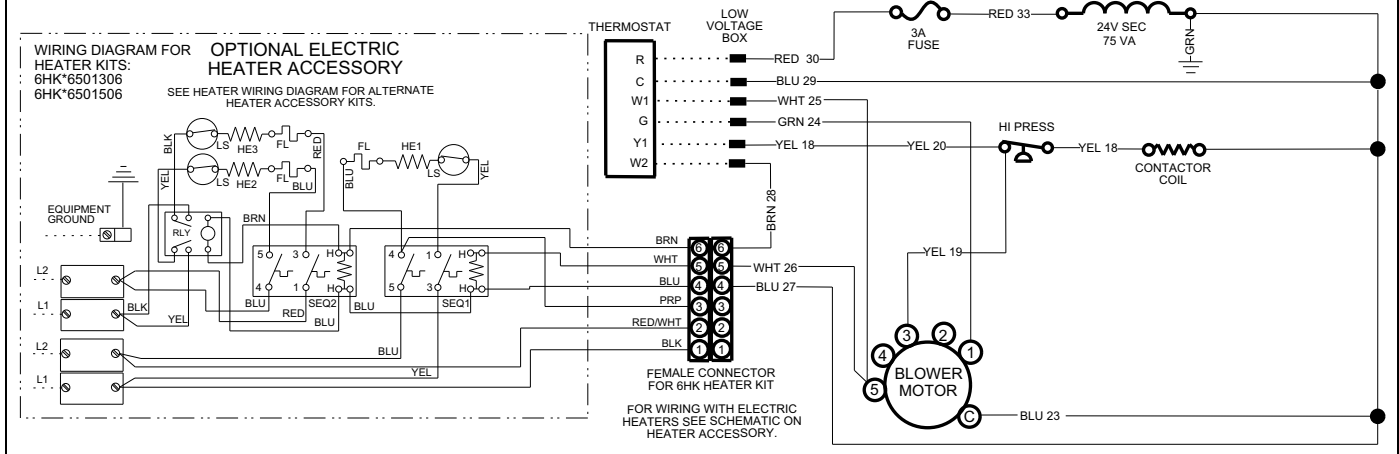 WIRING DIAGRAM FOR
HEATER KITS:
6HK*6501306
6HK*6501506
OPTIONAL ELECTRIC
HEATER ACCESSORY
SEE HEATER WIRING DIAGRAM FOR ALTERNATE
HEATER ACCESSORY KITS.
BLK
LS
HE3
FL
RED
YEL
LS
HE2
FL
BLU
FL
HE1
BLU
LS
YEL
EQUIPMENT
GROUND
RLY
BRN
5
3
H
4
1
H
BLU
RED
SEQ2
BLU
4
1
H
5
3
H
SEQ1
BLU
L2
L1
BLK
YEL
L2
L1
BLU
YEL
THERMOSTAT
R
C
W1
G
Y1
W2
LOW
VOLTAGE
BOX
RED 30
BLU 29
WHT 25
GRN 24
YEL 18
YEL 20
BRN 28
3A
FUSE
RED 33
24V SEC
75 VA
GRN
HI PRESS
YEL 18
CONTACTOR
COIL
YEL 19
BRN
6
6
WHT
5
5
WHT 26
BLU
4
4
BLU 27
PRP
3
3
RED/WHT
2
2
BLK
1
1
FEMALE CONNECTOR
FOR 6HK HEATER KIT
FOR WIRING WITH ELECTRIC
HEATERS SEE SCHEMATIC ON
HEATER ACCESSORY.
3
2
4
1
BLOWER
MOTOR
5
C
BLU 23